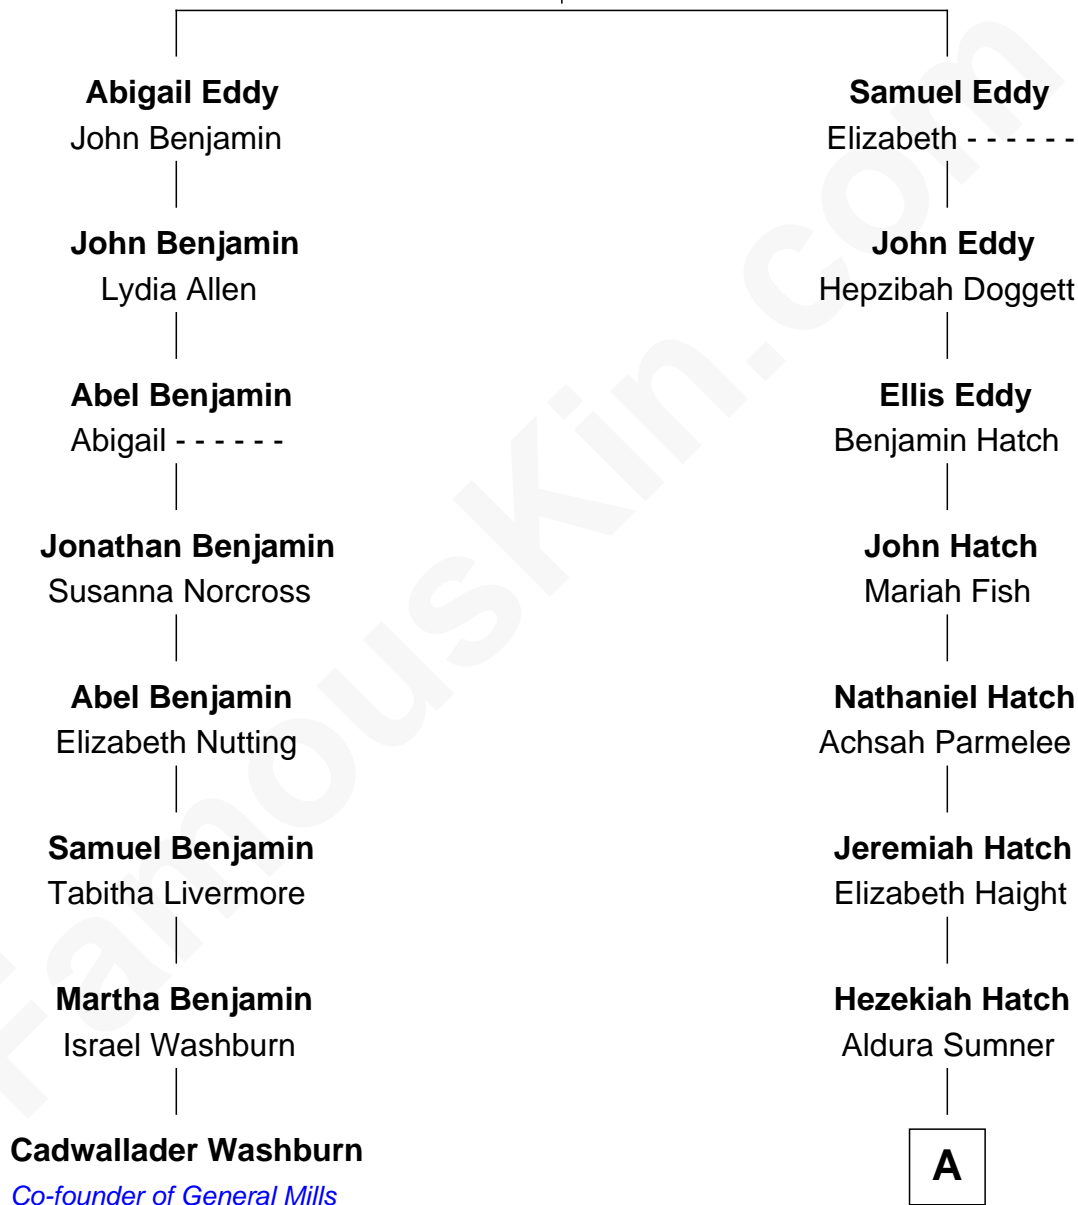 Abigail Eddy
John Benjamin
John Benjamin
Lydia Allen
Abel Benjamin
Abigail - - - - - -
Jonathan Benjamin
Susanna Norcross
Abel Benjamin
Elizabeth Nutting
Samuel Benjamin
Tabitha Livermore
Martha Benjamin
Israel Washburn
Cadwallader Washburn
Co-founder of General Mills
Samuel Eddy
Elizabeth - - - - - -
John Eddy
Hepzibah Doggett
Ellis Eddy
Benjamin Hatch
John Hatch
Mariah Fish
Nathaniel Hatch
Achsah Parmelee
Jeremiah Hatch
Elizabeth Haight
Hezekiah Hatch
Aldura Sumner
A
FamousKin.com